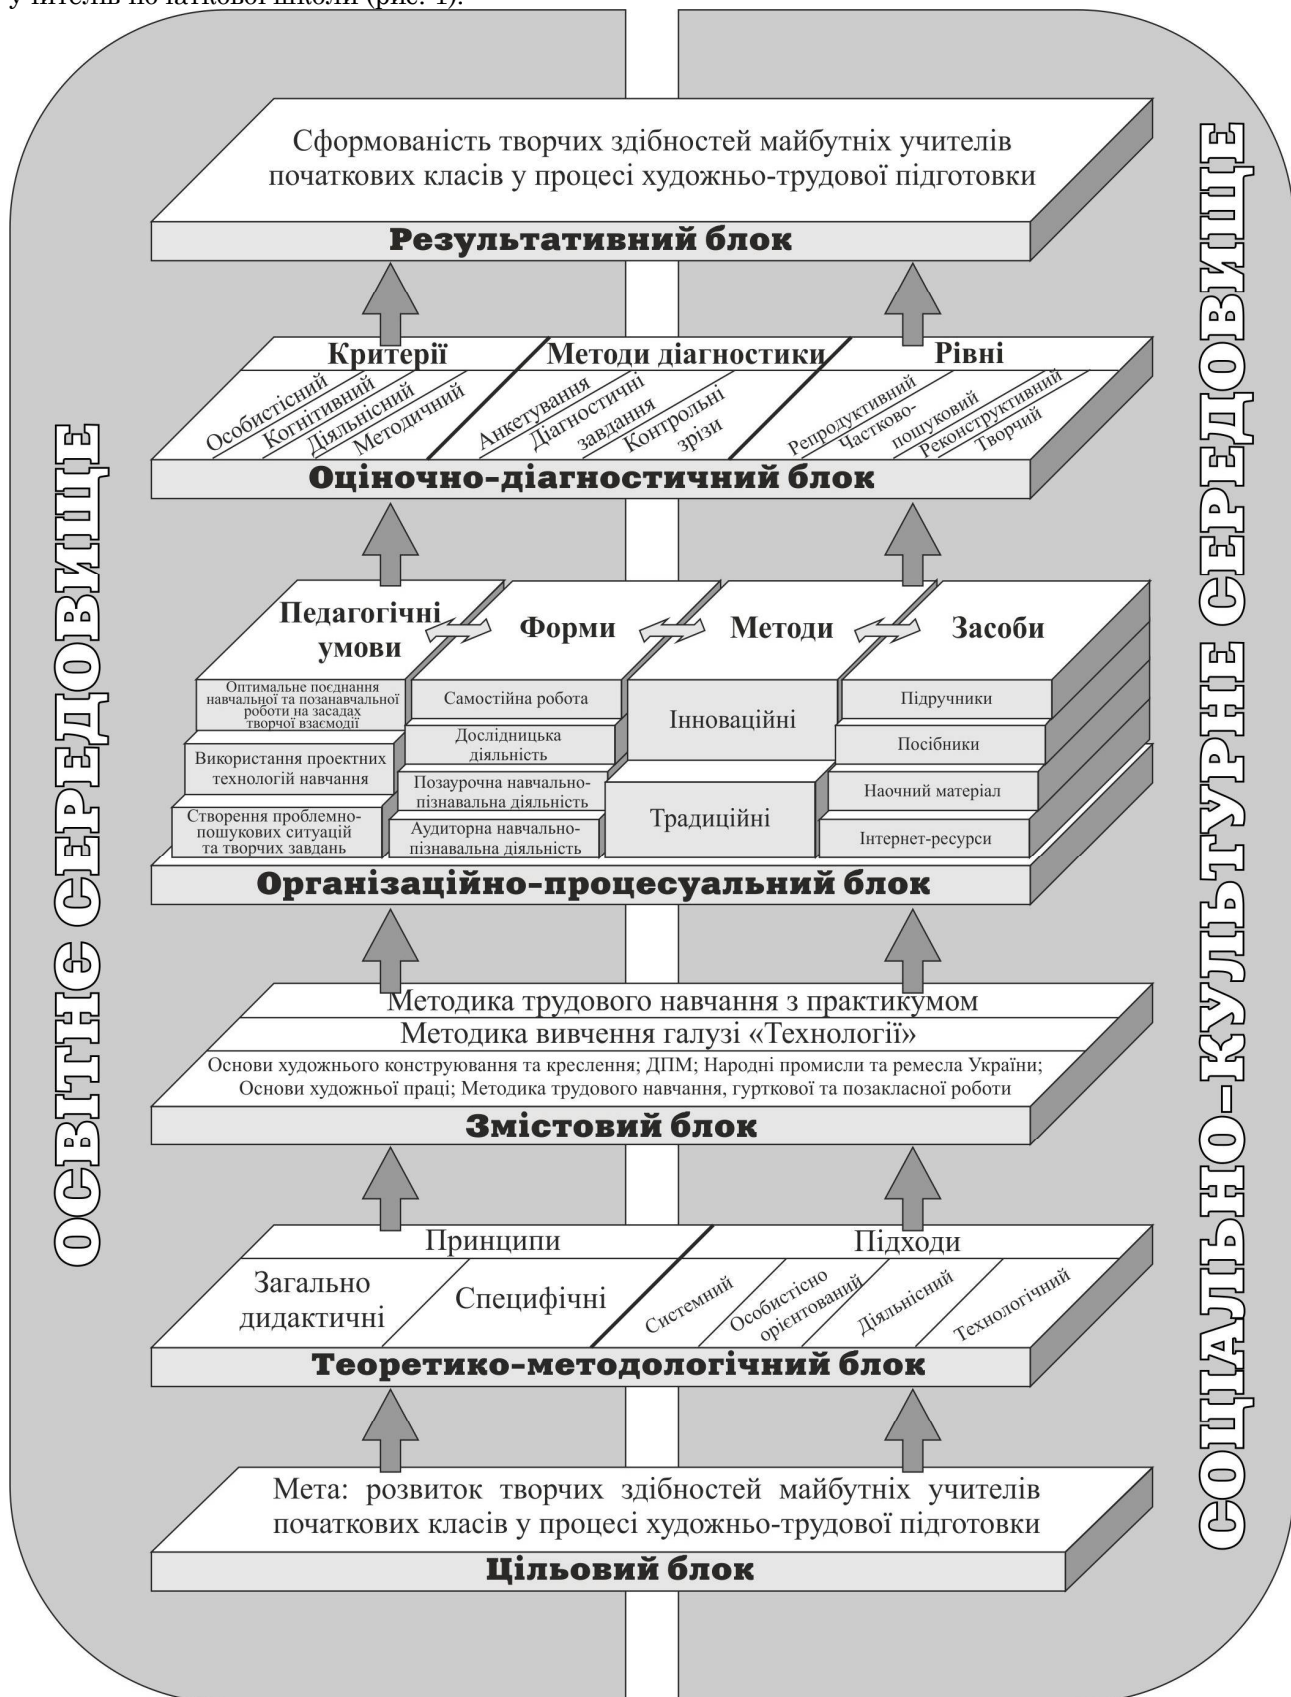 учителів початкової школи (рис. 1).
Сформованість творчих здібностей майбутніх учителів
початкових класів у процесі художньо-трудової підготовки
Результативний блок
Критерії
Особистісний
Когнітивний
Діяльнісний
Методичний
Методи діагностики
Анкетування
Діагностичні
завдання
Контрольні
зрізи
Рівні
Репродуктивний
Частково-
пошуковий
Реконструктивний
Творчий
Оціночно-діагностичний блок
Педагогічні
умови
Форми
Методи
Засоби
Оптимальне поєднання
навчальної та позанавчальної
роботи на засадах
творчої взаємодії
Використання проектних
технологій навчання
Створення проблемно-
пошукових ситуацій
та творчих завдань
Самостійна робота
Дослідницька
діяльність
Позаурочна навчально-
пізнавальна діяльність
Аудиторна навчально-
пізнавальна діяльність
Інноваційні
Традиційні
Підручники
Посібники
Наочний матеріал
Інтернет-ресурси
Організаційно-процесуальний блок
Методика трудового навчання з практикумом
Методика вивчення галузі «Технології»
Основи художнього конструювання та креслення; ДПМ; Народні промисли та ремесла України;
Основи художньої праці; Методика трудового навчання, гурткової та позакласної роботи
Змістовий блок
Принципи
Загально
дидактичні
Специфічні
Підходи
Системний
Особистісно
орієнтований
Діяльнісний
Технологічний
Теоретико-методологічний блок
Мета: розвиток творчих здібностей майбутніх учителів
початкових класів у процесі художньо-трудової підготовки
Цільовий блок
ОСВІТНЄ СЕРЕДОВИЩЕ
СОЦІАЛЬНО-КУЛЬТУРНЕ СЕРЕДОВИЩЕ